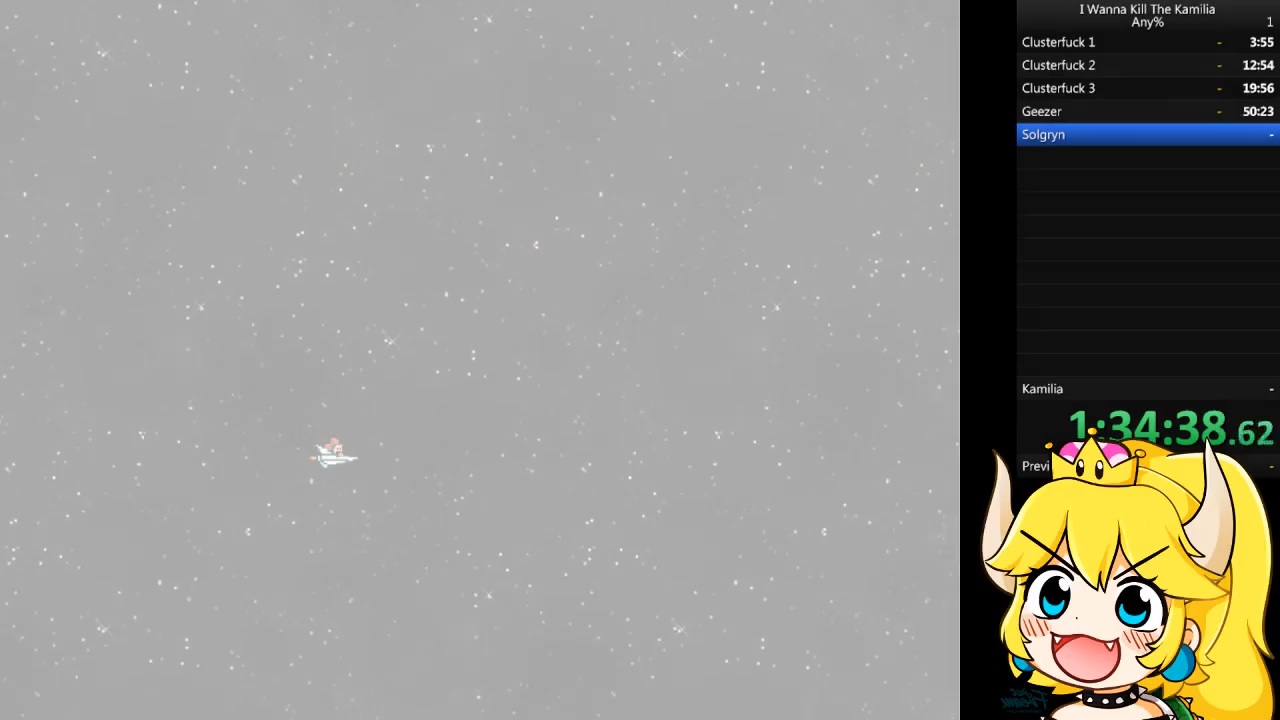 I Wanna Kill The Kamilia
Any% 1
Clusterfuck 1 - 3:55
Clusterfuck 2 - 12:54
Clusterfuck 3 - 19:56
Geezer - 50:23
Solgryn -
Kamilia -
1:34:38.62
Previ -